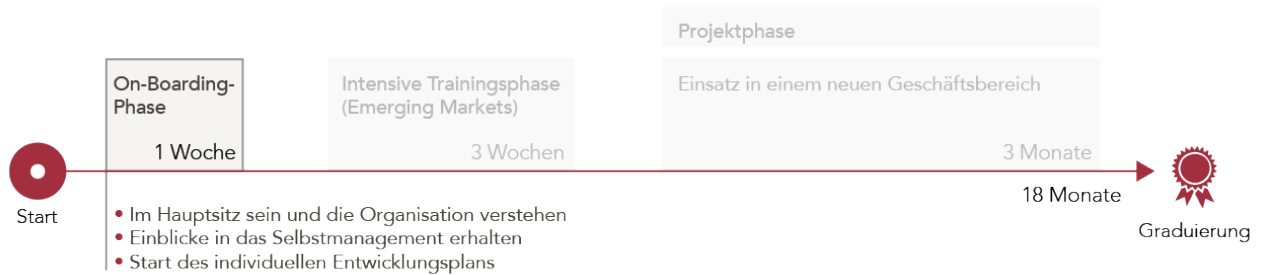 Projektphase
On-Boarding-
Phase
1 Woche
Intensive Trainingsphase
(Emerging Markets)
3 Wochen
Einsatz in einem neuen Geschäftsbereich
3 Monate
Start
18 Monate
Graduierung
• Im Hauptsitz sein und die Organisation verstehen
• Einblicke in das Selbstmanagement erhalten
• Start des individuellen Entwicklungsplans